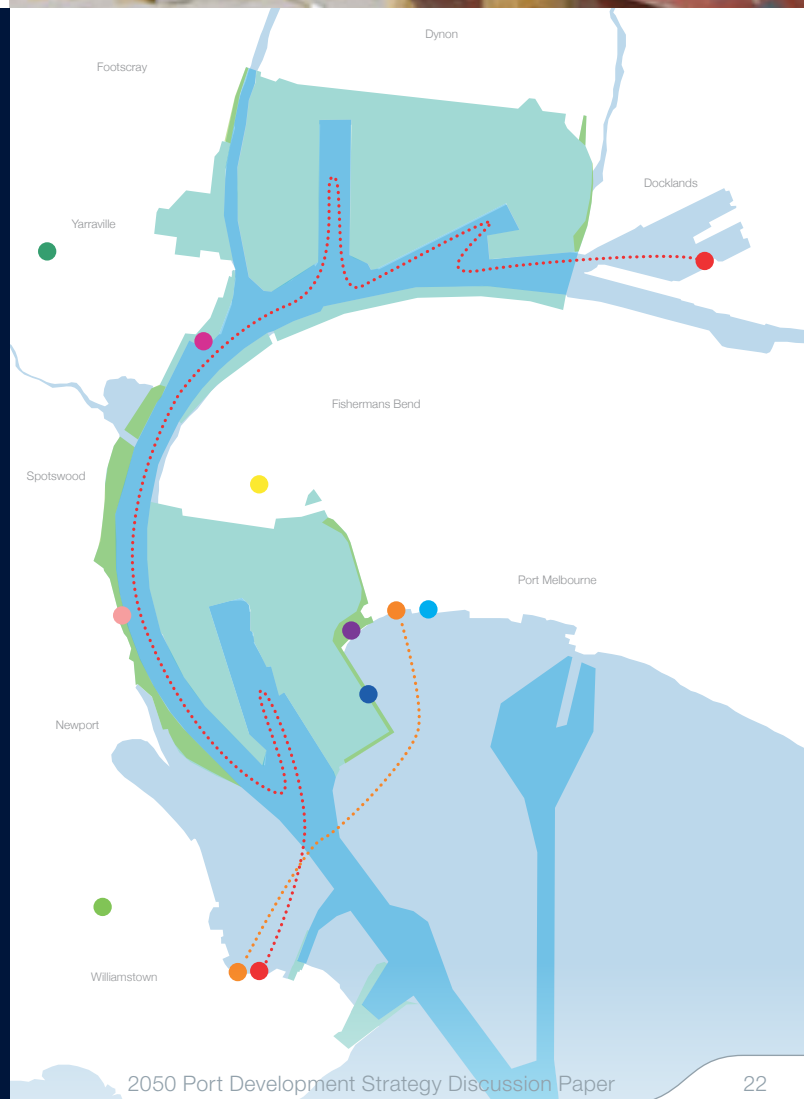 Dynon
Footscray
Docklands
Yarraville
Fishermans Bend
Spotswood
Port Melbourne
Newport
Williamstown
2050 Port Development Strategy Discussion Paper
22